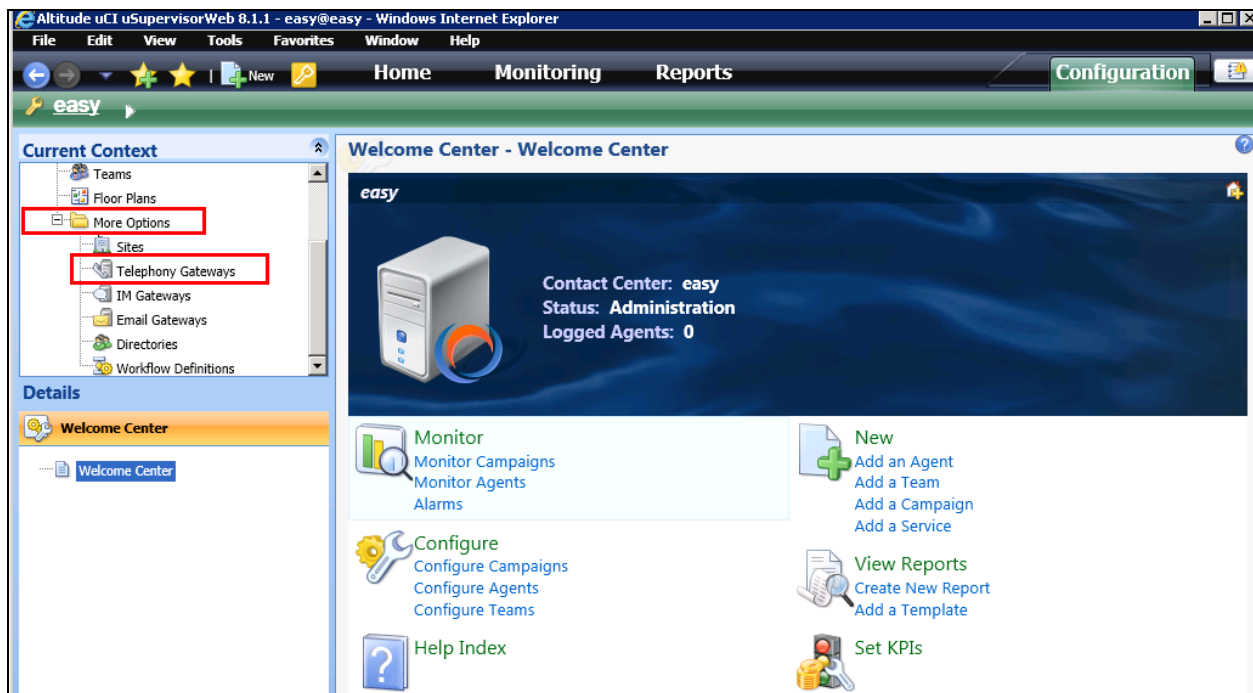 Altitude uCI uSupervisorWeb 8.1.1 - easy@easy - Windows Internet Explorer
File Edit View Tools Favorites Window Help
New Home Monitoring Reports Configuration
easy
Current Context
Teams
Floor Plans
More Options
Sites
Telephony Gateways
IM Gateways
Email Gateways
Directories
Workflow Definitions
Details
Welcome Center
Welcome Center
Welcome Center - Welcome Center
easy
Contact Center: easy
Status: Administration
Logged Agents: 0
Monitor
Monitor Campaigns
Monitor Agents
Alarms
New
Add an Agent
Add a Team
Add a Campaign
Add a Service
Configure
Configure Campaigns
Configure Agents
Configure Teams
View Reports
Create New Report
Add a Template
Help Index
Set KPIs